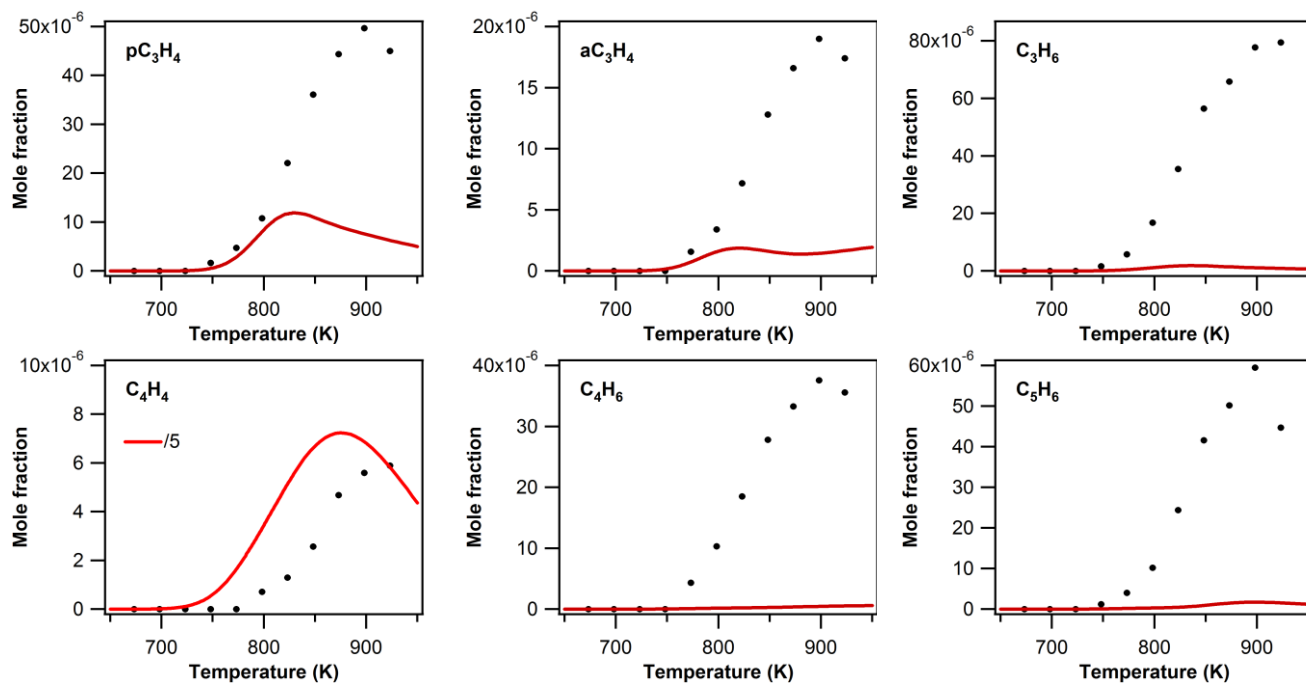 50x10-6
40
30
20
10
0
pC3H4
Mole fraction
700 800 900
Temperature (K)
20x10-6
15
10
5
0
aC3H4
Mole fraction
700 800 900
Temperature (K)
80x10-6
60
40
20
0
C3H6
Mole fraction
700 800 900
Temperature (K)
10x10-6
8
6
4
2
0
C4H4
/5
Mole fraction
700 800 900
Temperature (K)
40x10-6
30
20
10
0
C4H6
Mole fraction
700 800 900
Temperature (K)
60x10-6
50
40
30
20
10
0
C5H6
Mole fraction
700 800 900
Temperature (K)